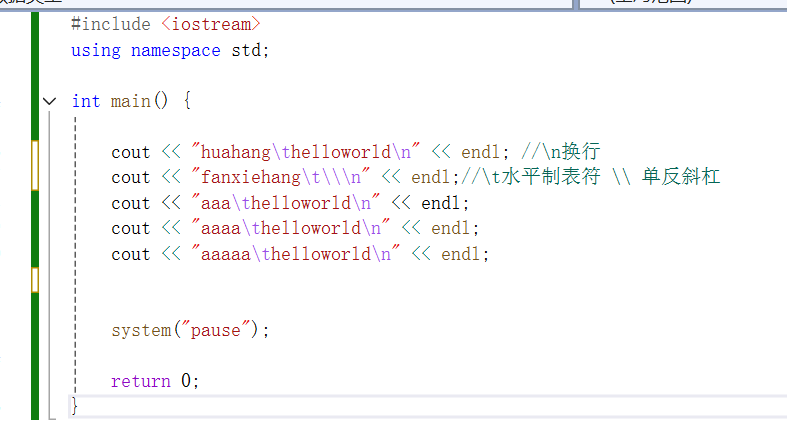 #include <iostream>
using namespace std;
int main() {
cout << "huahang\thelloworld\n" << endl; //\n换行
cout << "fanxiehang\t\\\n" << endl;//\t水平制表符 \\ 单反斜杠
cout << "aaa\thelloworld\n" << endl;
cout << "aaaa\thelloworld\n" << endl;
cout << "aaaaa\thelloworld\n" << endl;
system("pause");
return 0;
}